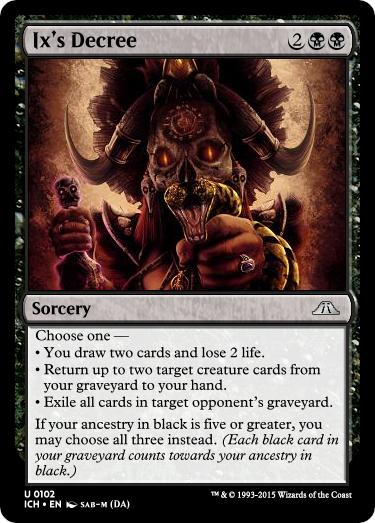 Ix's Decree 2
Sorcery
Choose one —
• You draw two cards and lose 2 life.
• Return up to two target creature cards from
your graveyard to your hand.
• Exile all cards in target opponent's graveyard.
If your ancestry in black is five or greater, you
may choose all three instead. (Each black card in
your graveyard counts towards your ancestry in
black.)
U 0102
ICH • EN SAB-M (DA)
™ & © 1993-2015 Wizards of the Coast